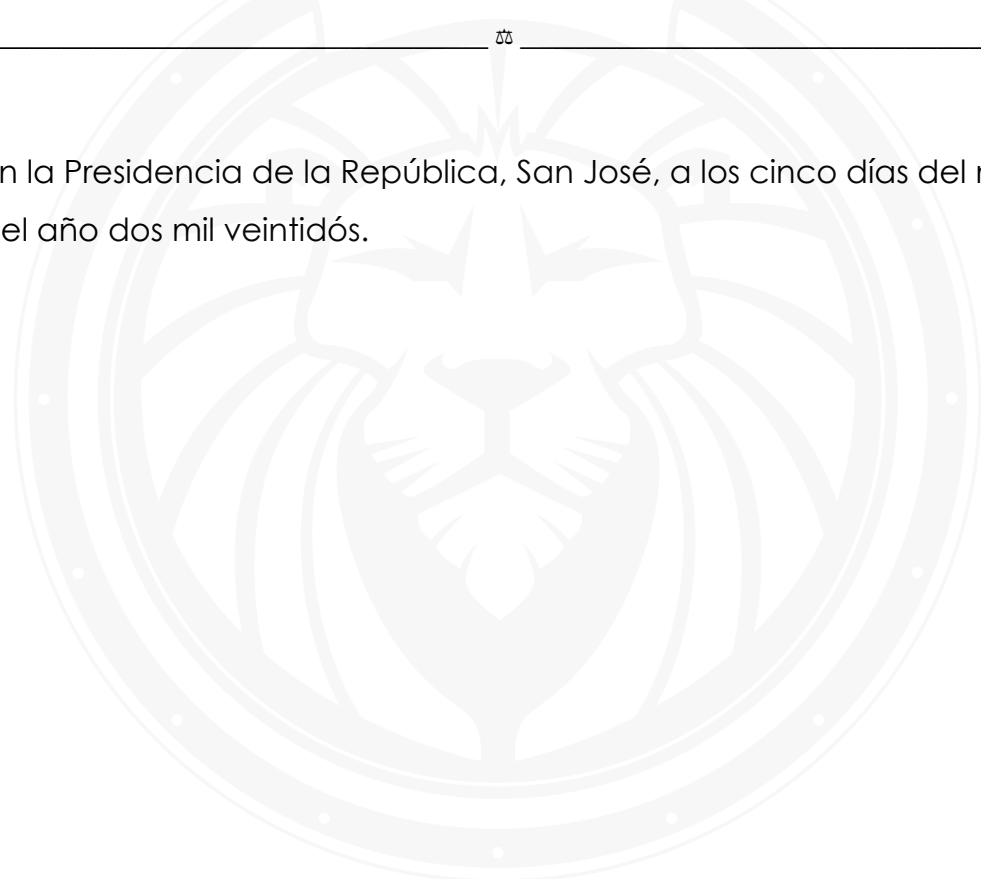 n la Presidencia de la República, San José, a los cinco días del
el año dos mil veintidós.